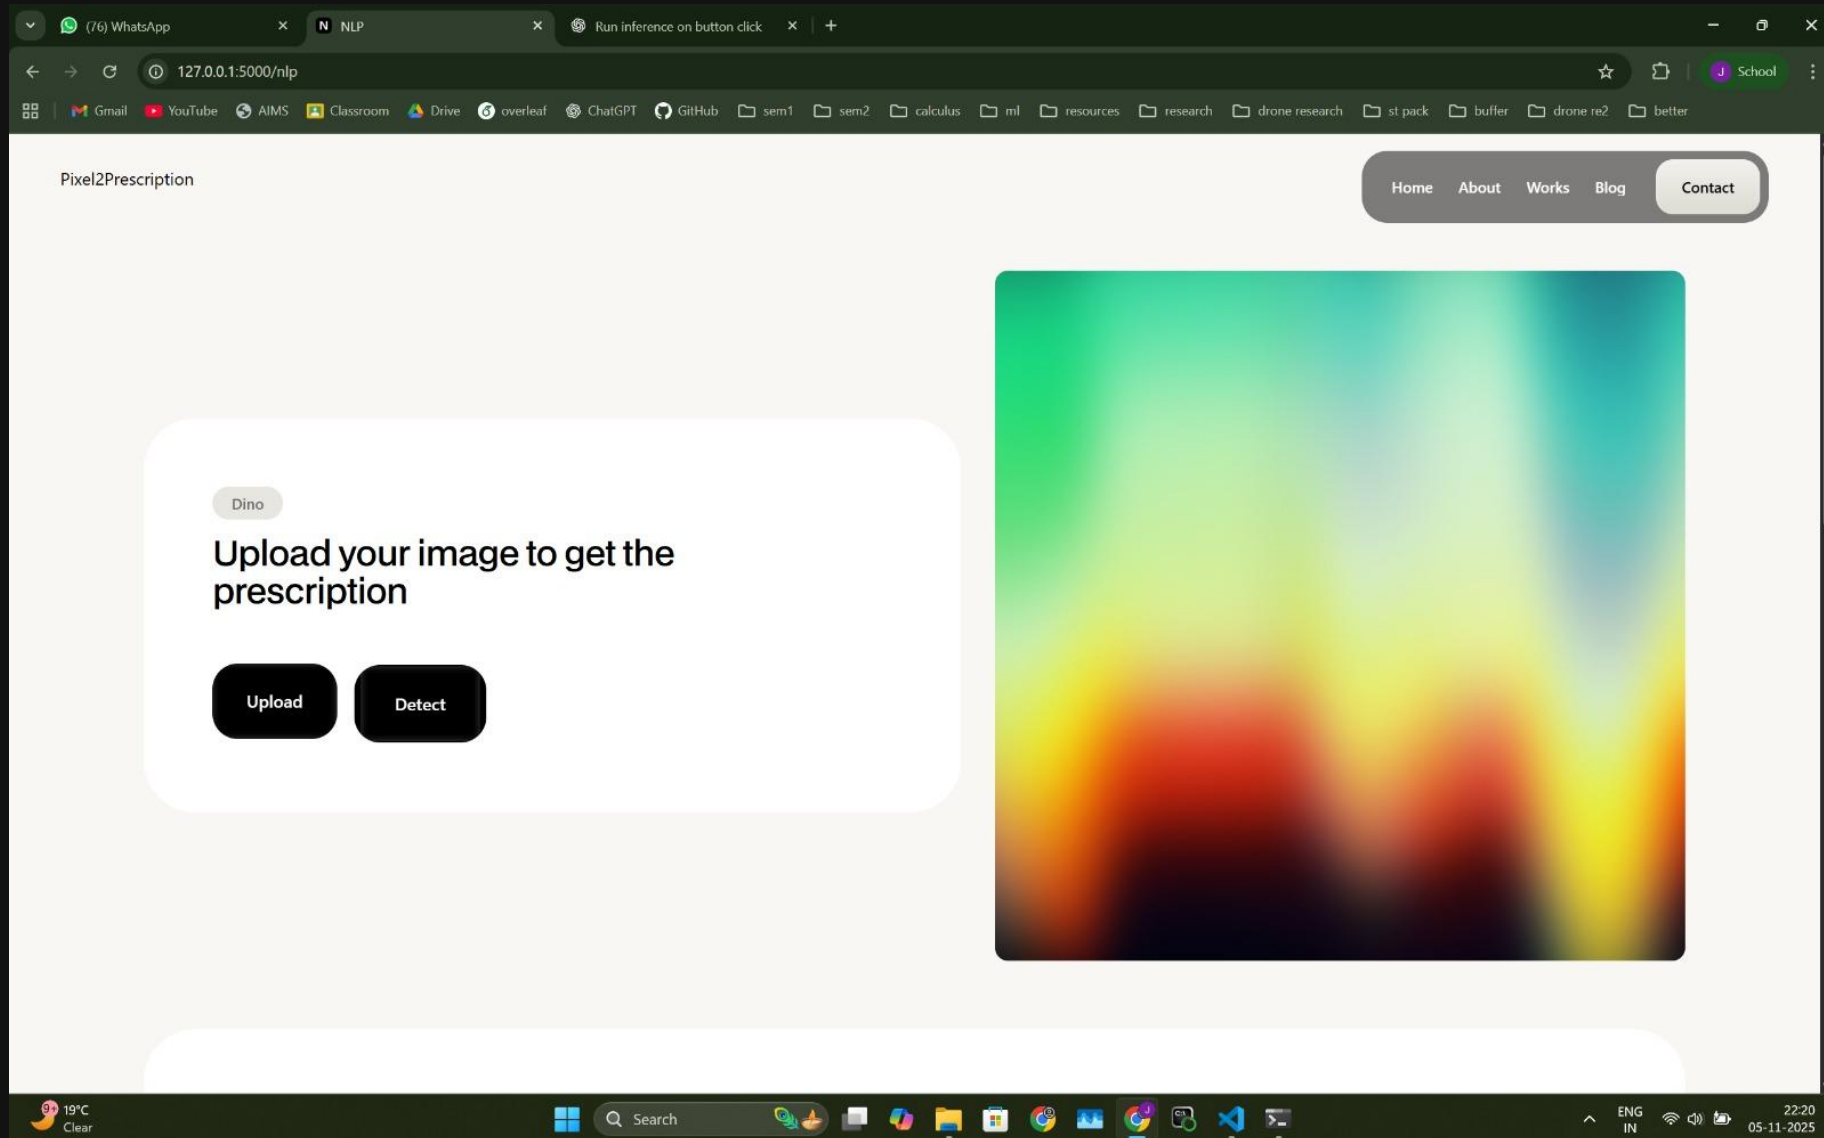 (76) WhatsApp
NLP
Run inference on button click
127.0.0.1:5000/nlp
School
Gmail YouTube AIMS Classroom Drive overleaf ChatGPT GitHub sem1 sem2 calculus ml resources research drone research st pack buffer drone re2 better
Pixel2Prescription
Home About Works Blog Contact
Dino
Upload your image to get the
prescription
Upload Detect
19°C
Clear
Search
ENG
IN
22:20
05-11-2025